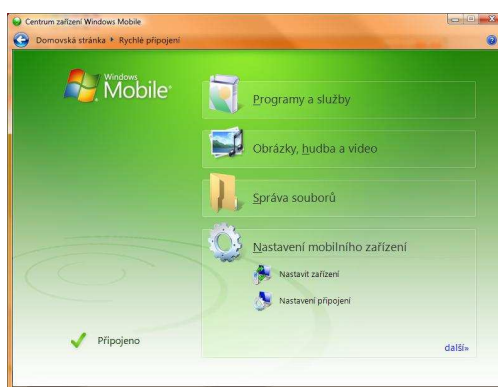 Centrum zařízení Windows Mobile
Domovská stránka ▸ Rychlé připojení
Windows
Mobile®
Programy a služby
Obrázky, hudba a video
Správa souborů
Nastavení mobilního zařízení
Nastavit zařízení
Nastavení připojení
Připojeno
další»